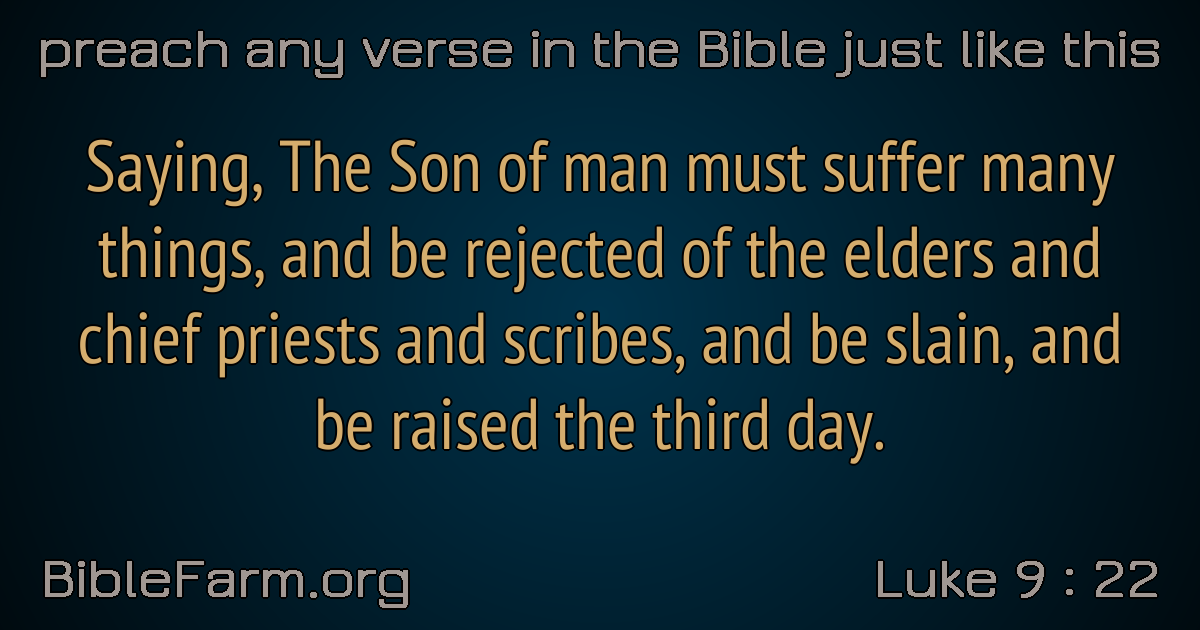 preach any verse in the Bible just like this
Saying, The Son of man must suffer many
things, and be rejected of the elders and
chief priests and scribes, and be slain, and
be raised the third day.
BibleFarm.org
Luke 9 : 22